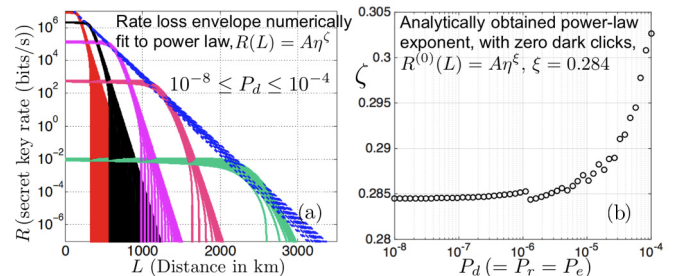 Rate loss envelope numerically
fit to power law, R(L) = Aη^ζ
10^{-8} ≤ P_d ≤ 10^{-4}
R (secret key rate (bits/s))
10^6
10^4
10^2
10^0
10^{-2}
10^{-4}
10^{-6}
(a)
0
1000
2000
3000
L (Distance in km)
Analytically obtained power-law
exponent, with zero dark clicks,
R^{(0)}(L) = Aη^ξ, ξ = 0.284
ζ
0.305
0.3
0.295
0.29
0.285
0.28
(b)
10^{-8}
10^{-7}
10^{-6}
10^{-5}
10^{-4}
P_d (= P_r = P_e)